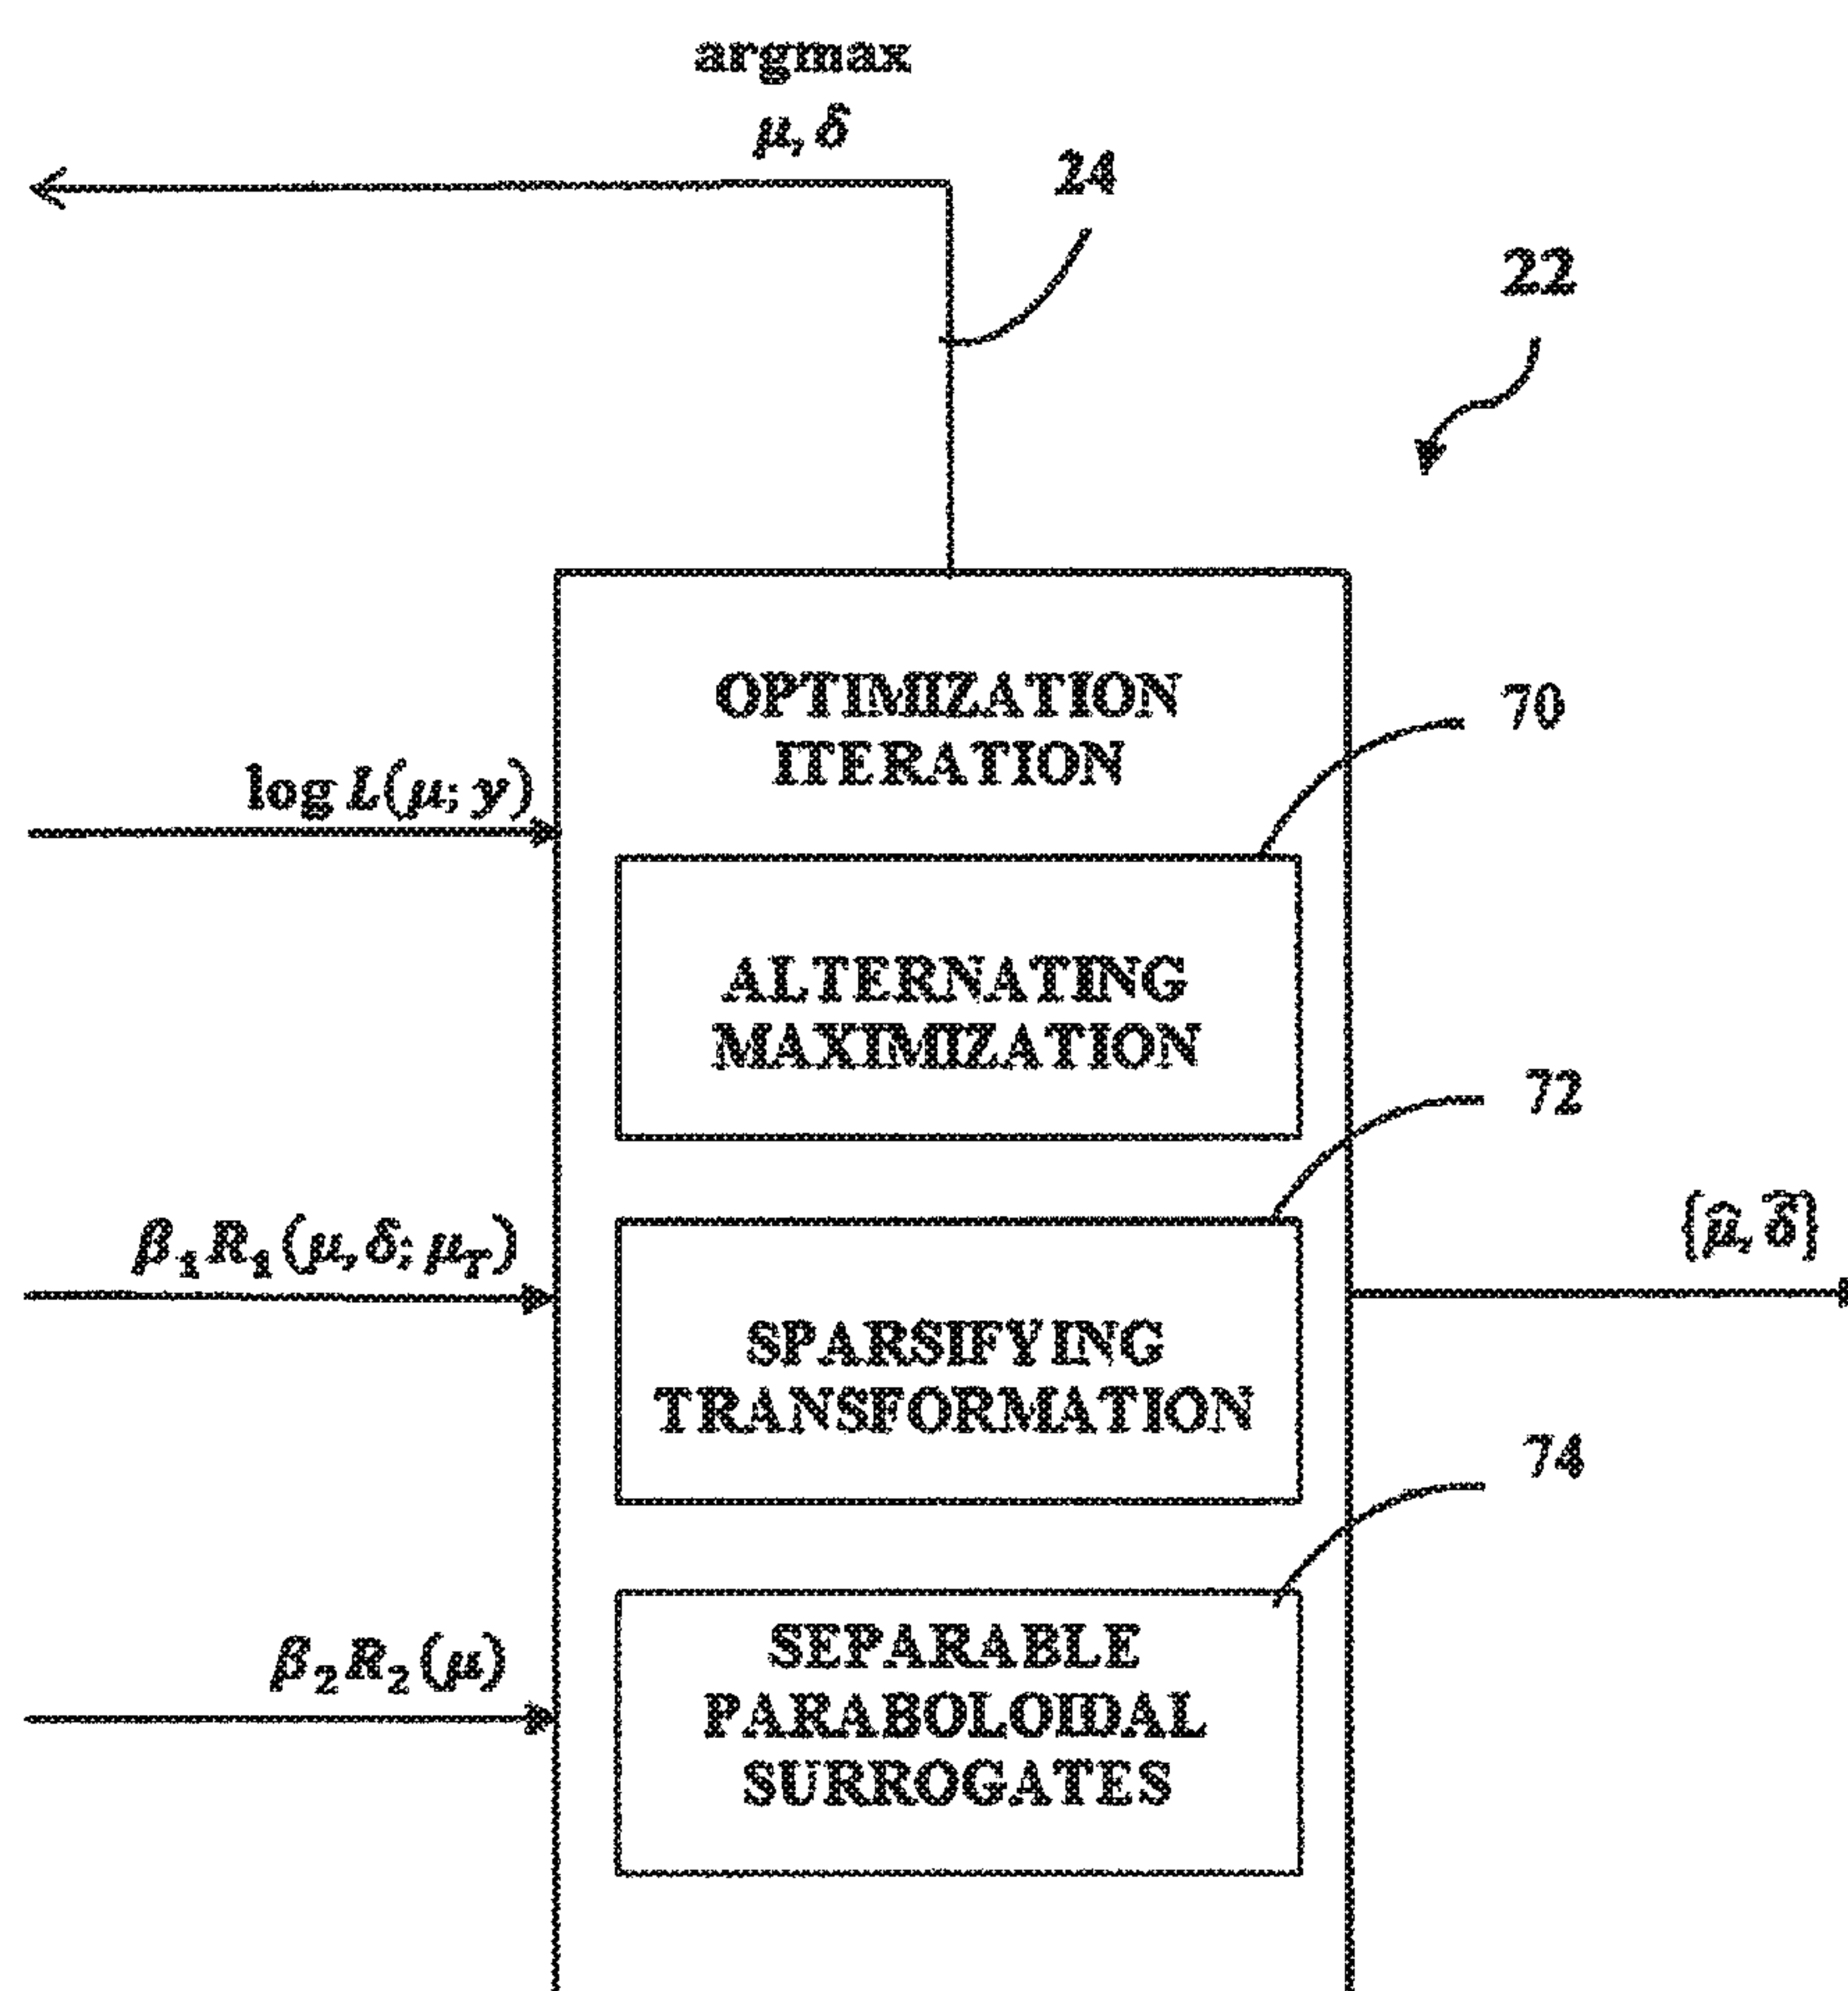 argmax
μ, δ
24
22
OPTIMIZATION
ITERATION
70
log L(μ; y)
ALTERNATING
MAXIMIZATION
72
β₁R₁(μ, δ; μ_T)
{μ̂, δ̂}
SPARSIFYING
TRANSFORMATION
74
β₂R₂(μ)
SEPARABLE
PARABOLOIDAL
SURROGATES